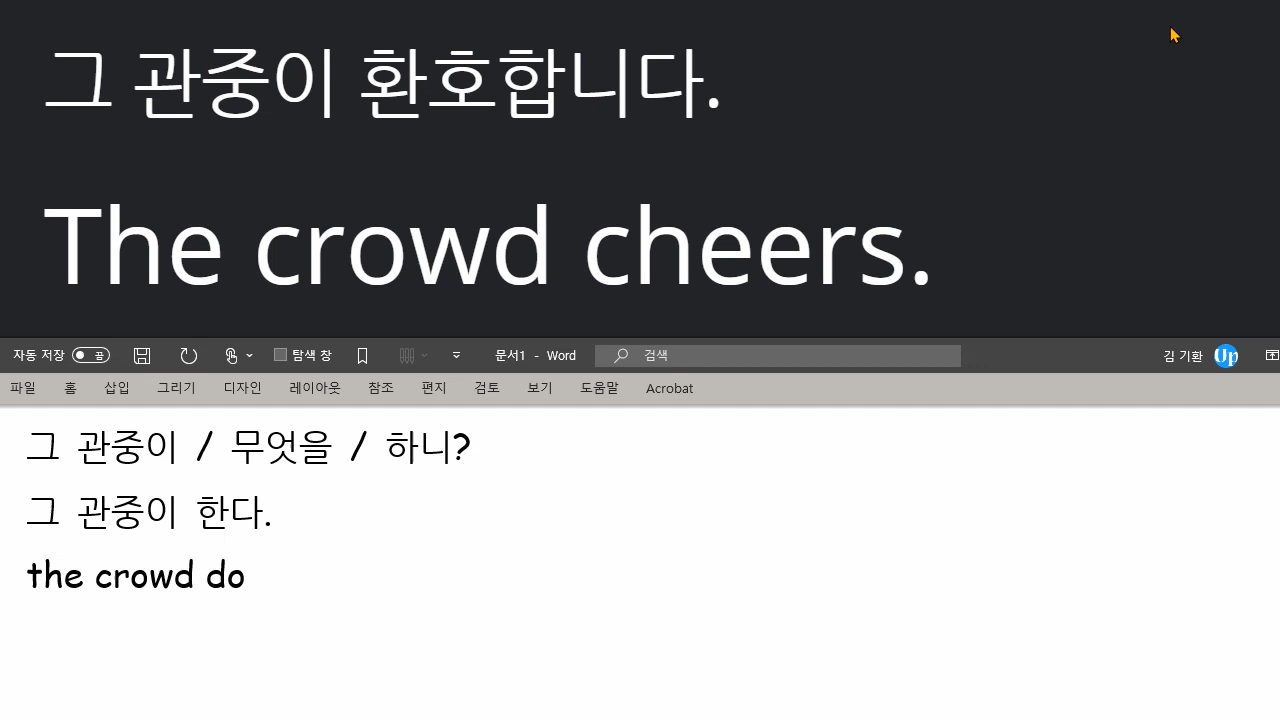 그 관중이 환호합니다.
The crowd cheers.
자동 저장 끔 탐색 창 문서1 - Word 검색 김 기환 Up
파일 홈 삽입 그리기 디자인 레이아웃 참조 편지 검토 보기 도움말 Acrobat
그 관중이 / 무엇을 / 하니?
그 관중이 한다.
the crowd do